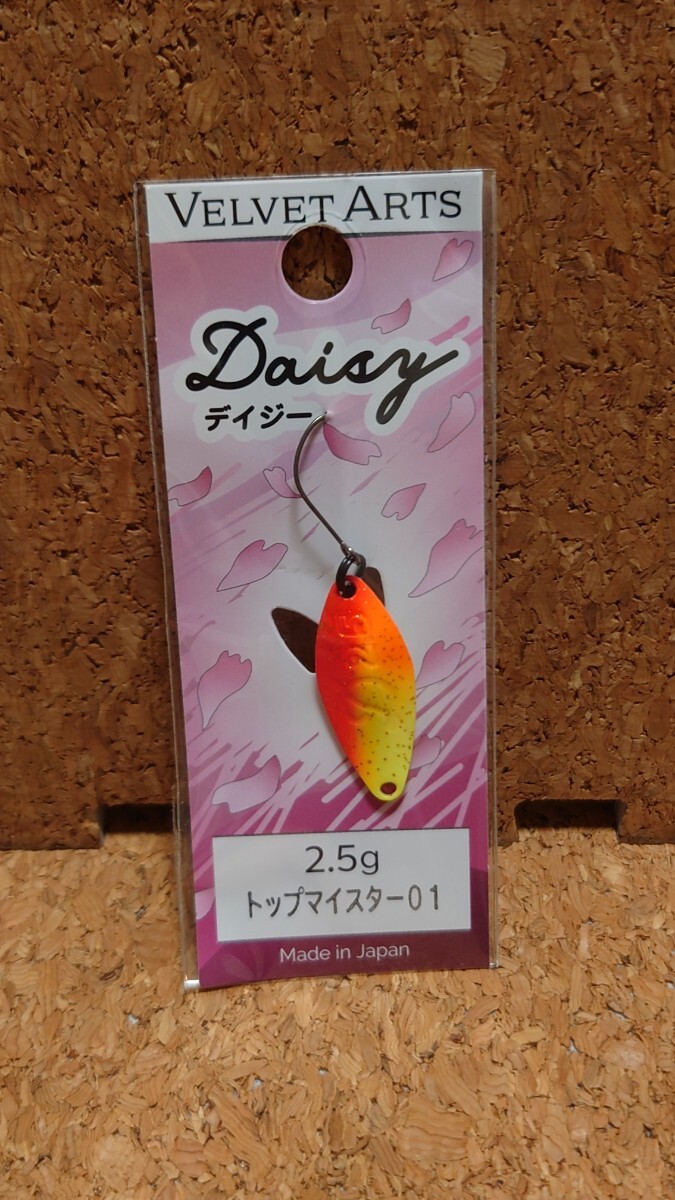 VELVET ARTS
Daisy
デイジー
2.5g
トップマイスター01
Made in Japan